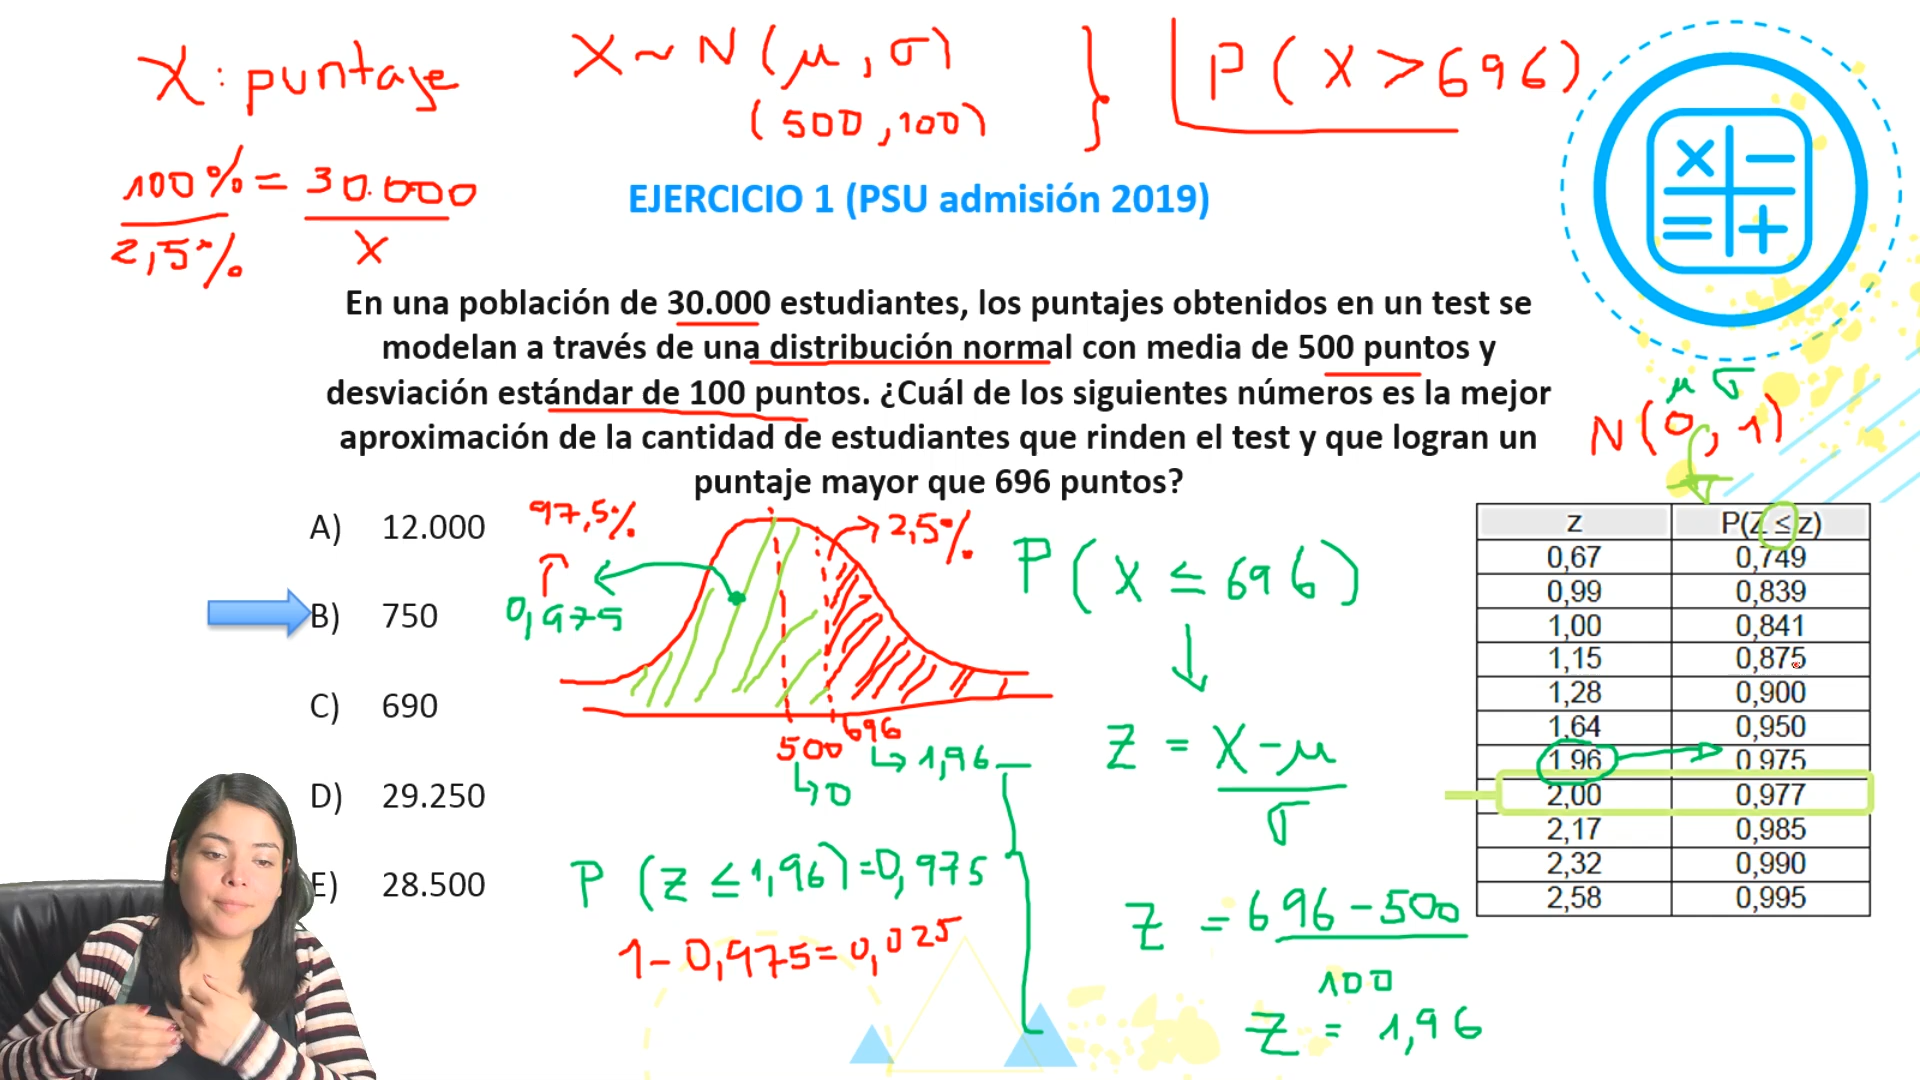 X : puntaje
X ~ N ( μ , σ )
( 500 , 100 )
P ( X > 696 )
100% = 30.000
2,5% X
EJERCICIO 1 (PSU admisión 2019)
En una población de 30.000 estudiantes, los puntajes obtenidos en un test se
modelan a través de una distribución normal con media de 500 puntos y
desviación estándar de 100 puntos. ¿Cuál de los siguientes números es la mejor
aproximación de la cantidad de estudiantes que rinden el test y que logran un
puntaje mayor que 696 puntos?
μ σ
N ( 0 , 1 )
A) 12.000
B) 750
C) 690
D) 29.250
E) 28.500
97,5%
0,975
2,5%
500 696
0
1,96
P ( Z ≤ 1,96 ) = 0,975
1 - 0,975 = 0,025
P ( X ≤ 696 )
Z = X - μ
σ
Z = 696 - 500
100
Z = 1,96
z P(Z ≤ z)
0,67 0,749
0,99 0,839
1,00 0,841
1,15 0,875
1,28 0,900
1,64 0,950
1,96 0,975
2,00 0,977
2,17 0,985
2,32 0,990
2,58 0,995